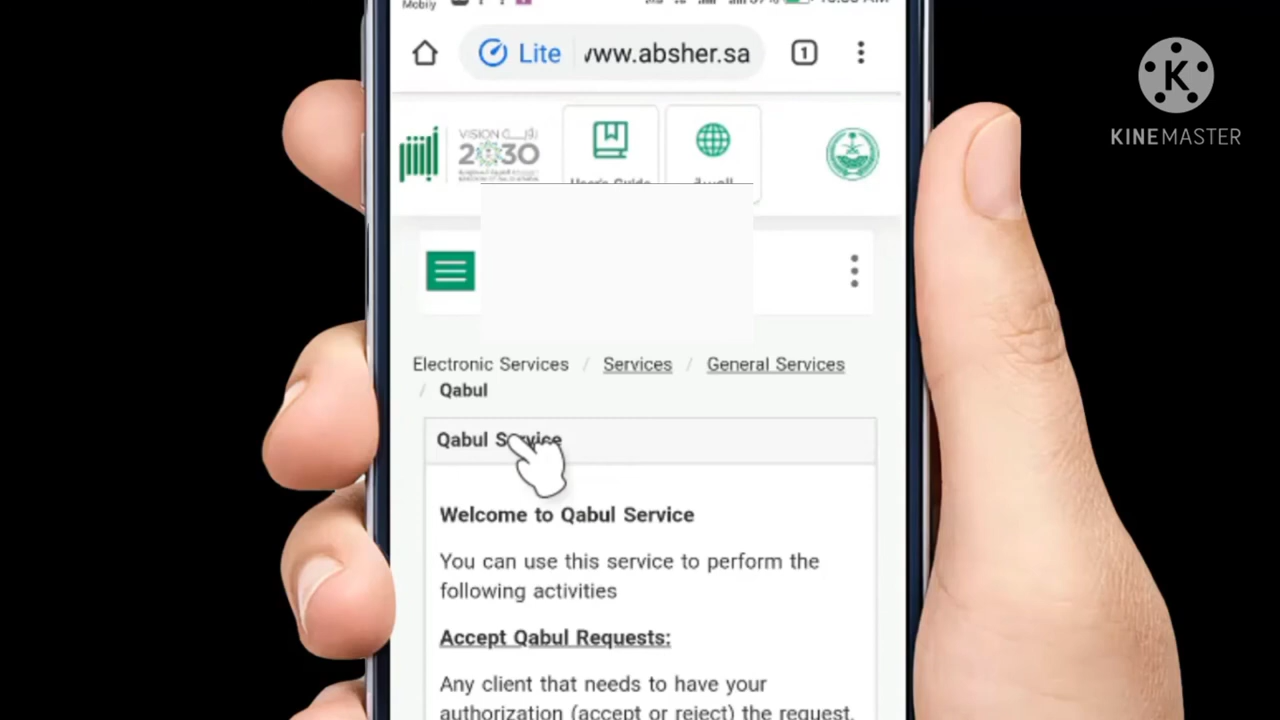 Mobily
Lite
www.absher.sa
1
VISION رؤيــة
2030
User's Guide
العربية
K
KINEMASTER
Electronic Services / Services / General Services
/ Qabul
Qabul Service
Welcome to Qabul Service
You can use this service to perform the
following activities
Accept Qabul Requests:
Any client that needs to have your
authorization (accept or reject) the request,